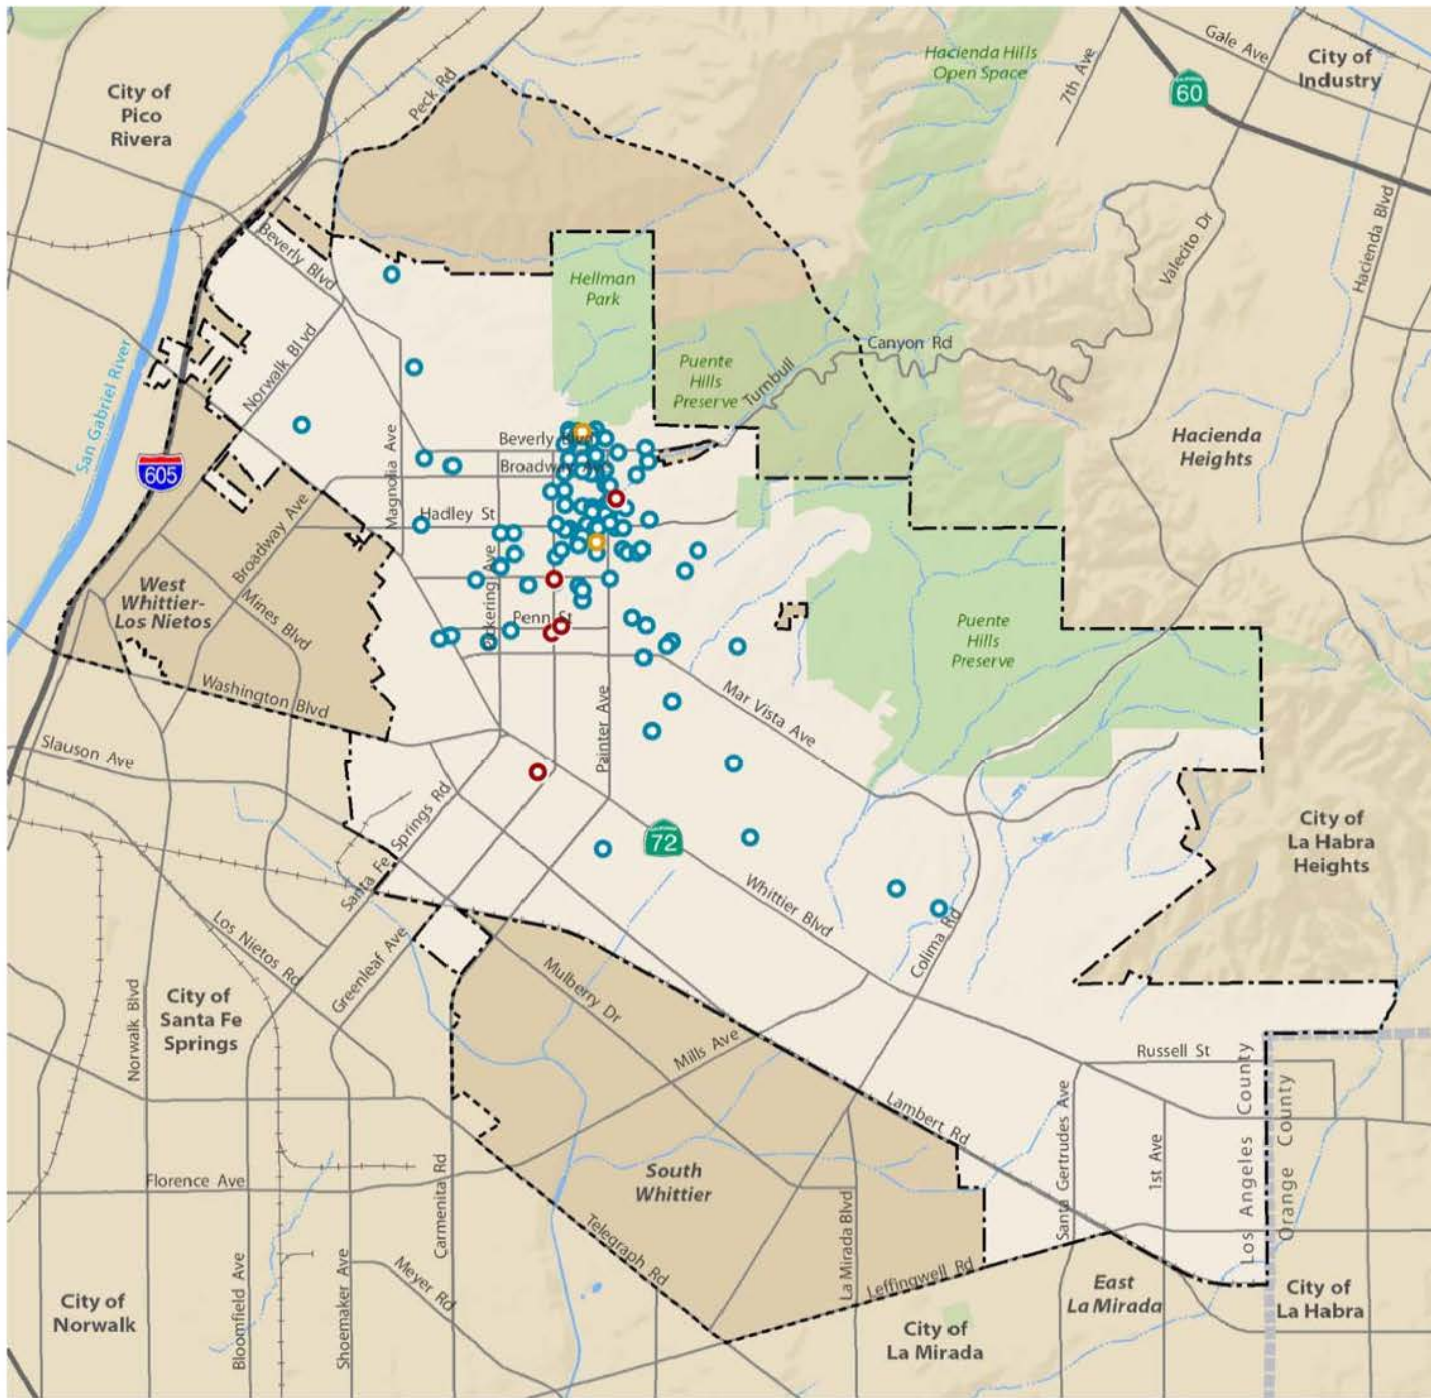 Hacienda Hills
Open Space
7th Ave
Gale Ave
City of
Industry
CALIFORNIA
60
City of
Pico
Rivera
Peck Rd
Hacienda Blvd
Valecito Dr
Beverly Blvd
Hellman
Park
San Gabriel River
Norwalk Bl vd
Canyon Rd
Turnbull
Puente
Hills
Preserve
Hacienda
Heights
605
Magnolia Ave
Beverly Blvd
Broadway Ave
Hadley St
Broadway Ave
West
Whittier-
Los Nietos
Mines Blvd
Pickering Ave
Penn St
Puente
Hills
Preserve
Washington Blvd
Slauson Ave
Painter Ave
Mar Vista Ave
Santa Fe Springs Rd
72
City of
La Habra
Heights
Whittier Blvd
Colima Rd
Los Nietos Rd
Greenleaf Ave
Mulberry Dr
City of
Santa Fe
Springs
Norwalk Blvd
Mills Ave
Russell St
Los Angeles County
Orange County
Lambert Rd
Santa Gertrudes Ave
1st Ave
South
Whittier
Florence Ave
Carmenita Rd
La Mirada Blvd
Telegraph Rd
Leffingwell Rd
Bloomfield Ave
Shoemaker Ave
Meyer Rd
City of
Norwalk
East
La Mirada
City of
La Habra
City of
La Mirada